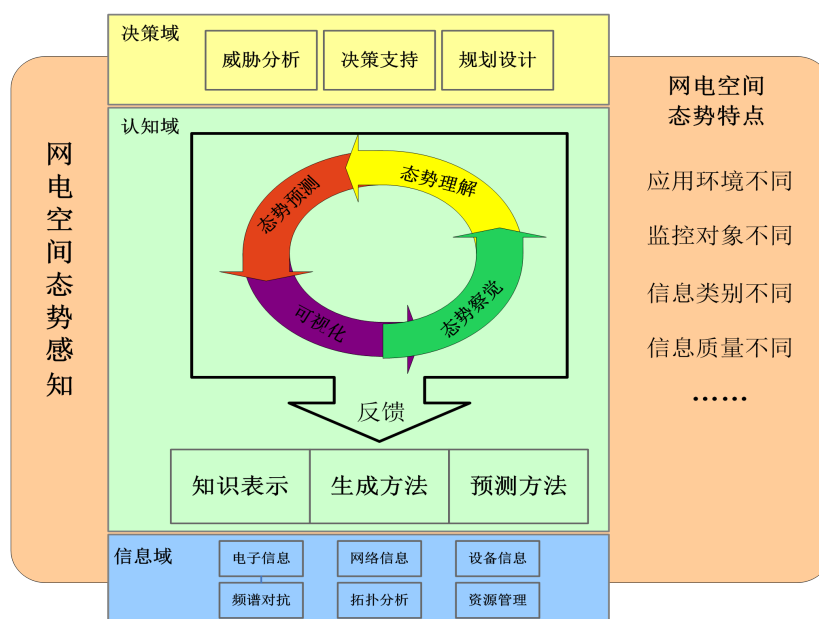 网电空间态势感知
决策域
威胁分析
决策支持
规划设计
认知域
态势预测
态势理解
可视化
态势察觉
反馈
知识表示
生成方法
预测方法
信息域
电子信息
网络信息
设备信息
频谱对抗
拓扑分析
资源管理
网电空间
态势特点
应用环境不同
监控对象不同
信息类别不同
信息质量不同
……